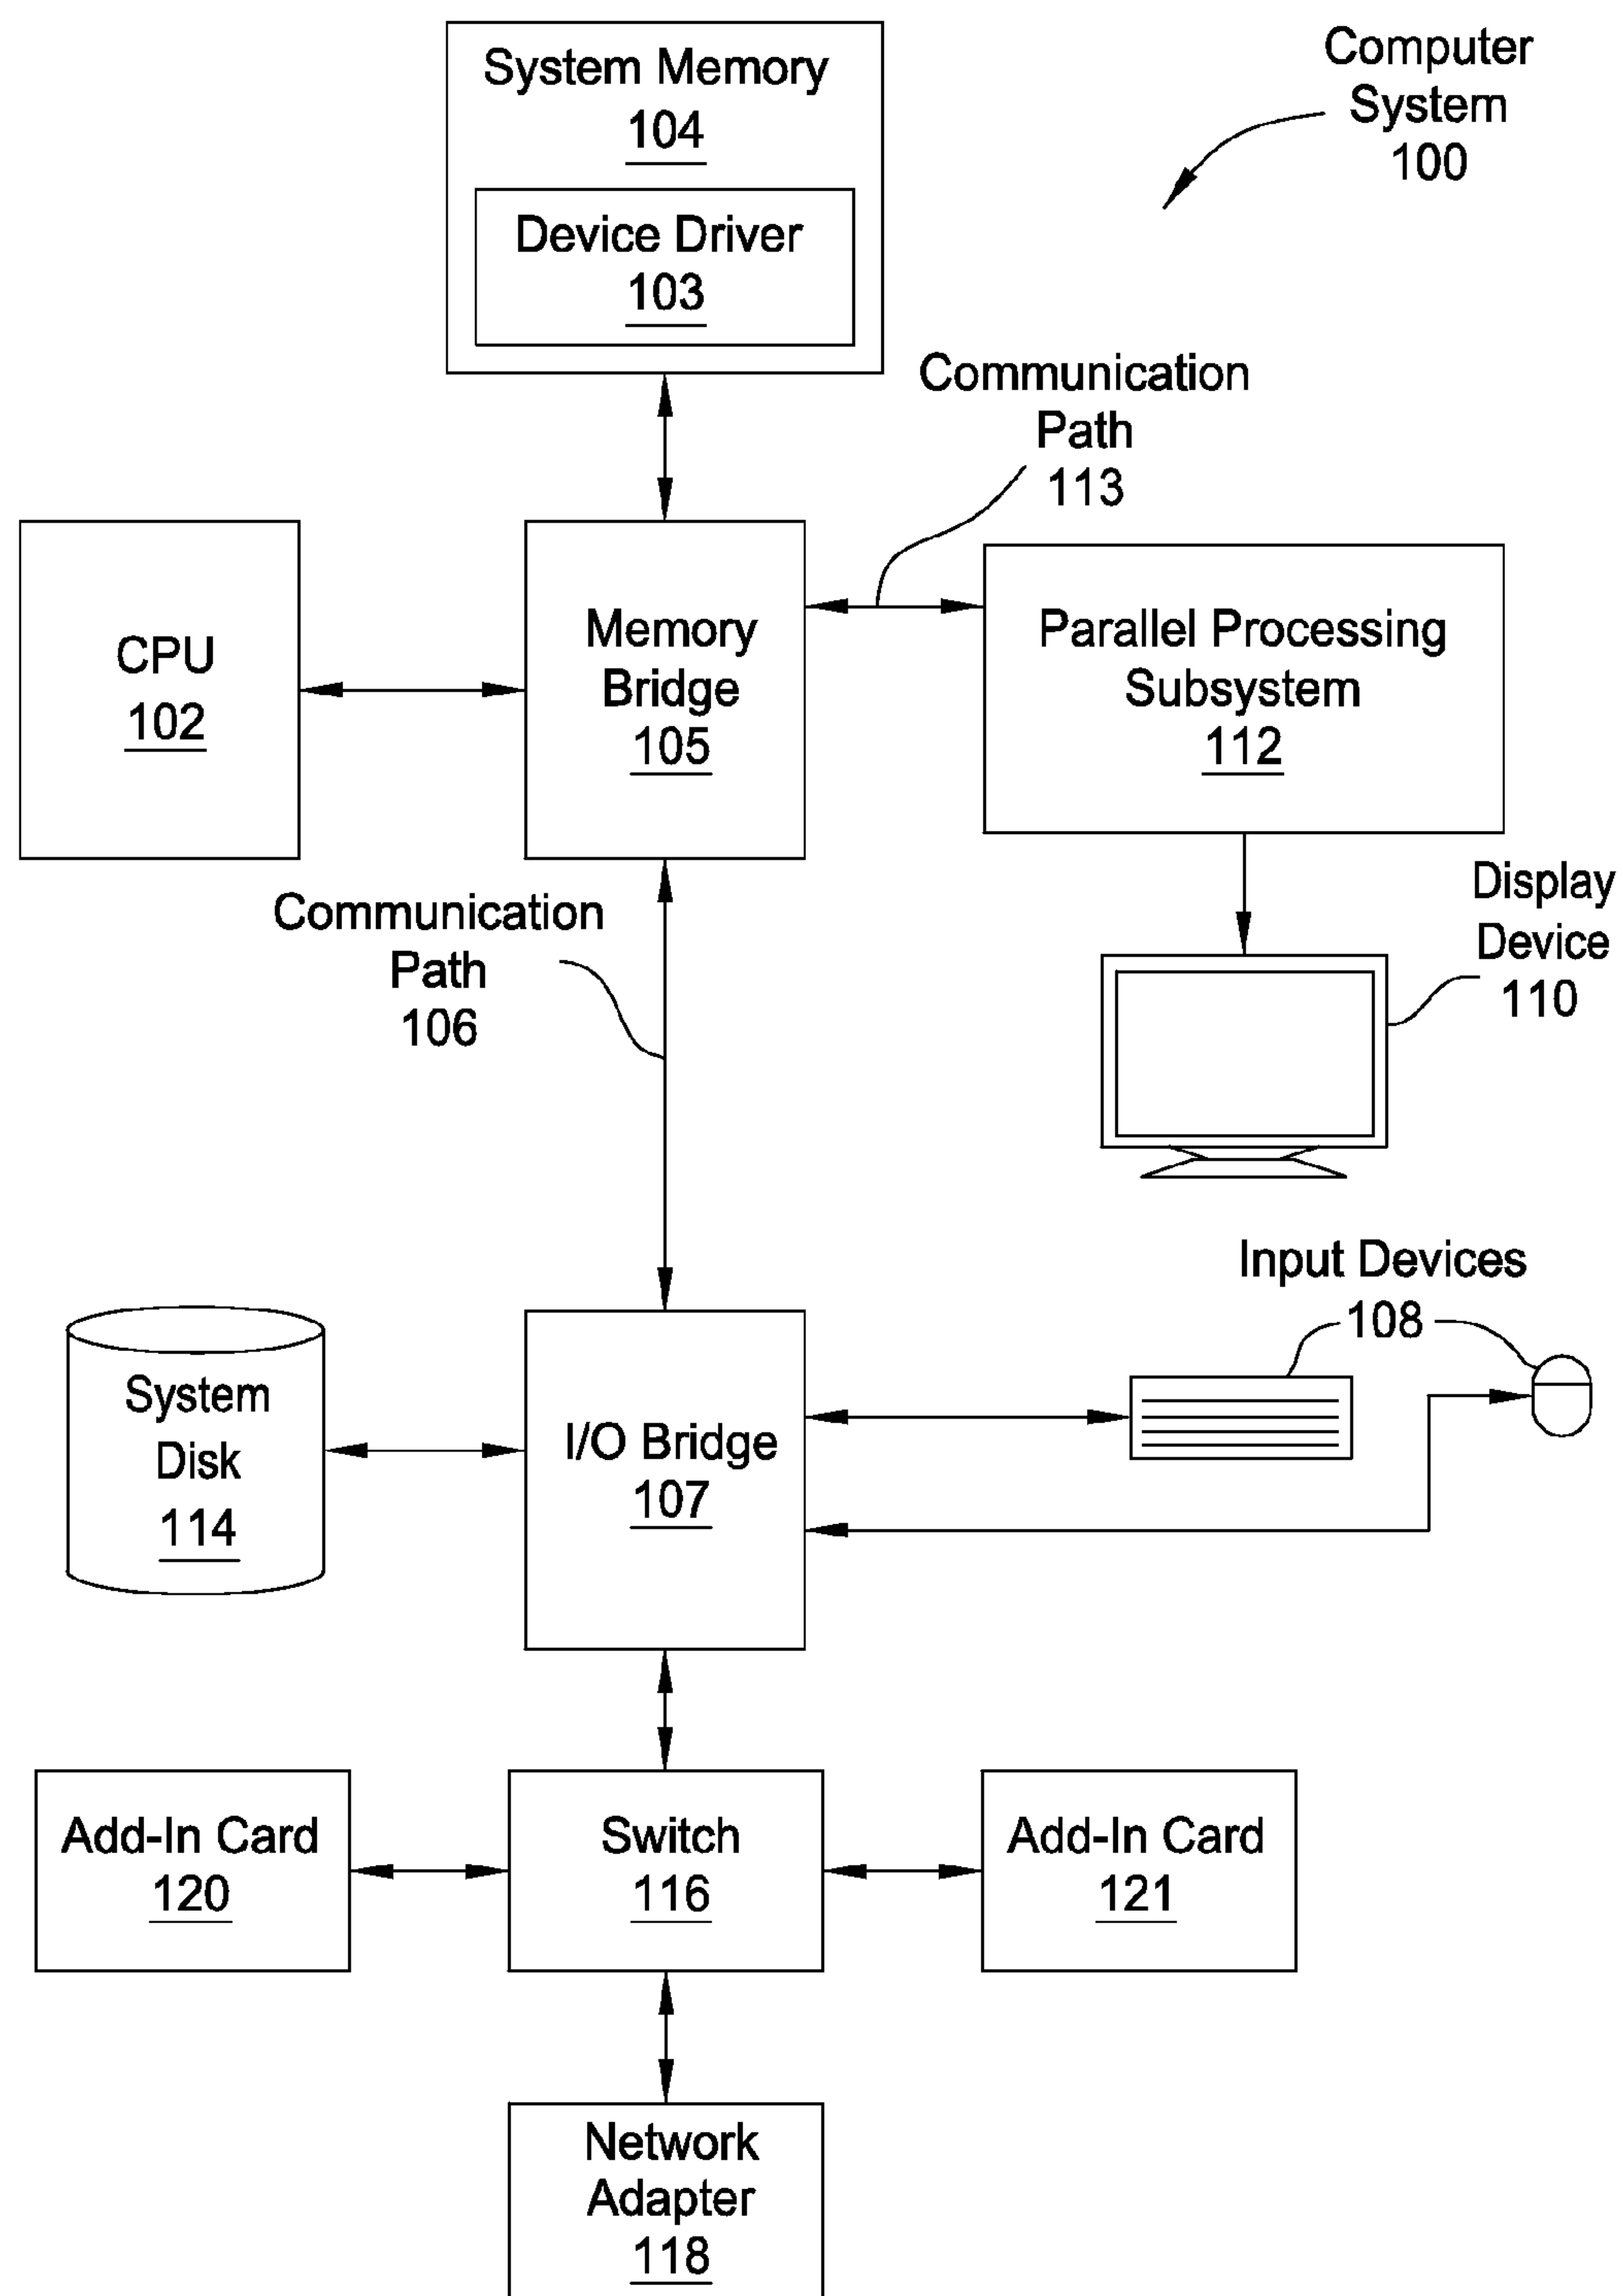 System Memory
104
Device Driver
103
Computer
System
100
Communication
Path
113
CPU
102
Memory
Bridge
105
Parallel Processing
Subsystem
112
Communication
Path
106
Display
Device
110
Input Devices
108
System
Disk
114
I/O Bridge
107
Add-In Card
120
Switch
116
Add-In Card
121
Network
Adapter
118